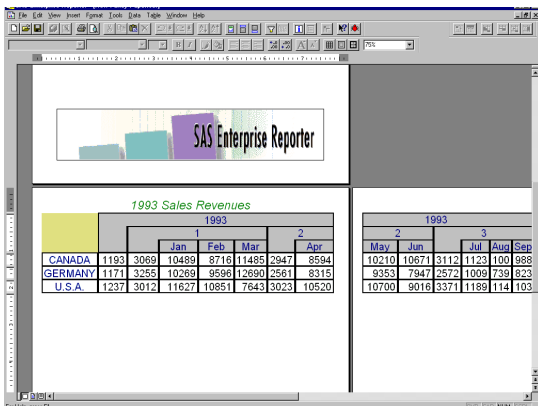 File Edit View Insert Format Tools Data Table Window Help
75%
SAS Enterprise Reporter
1993 Sales Revenues
1993
1 2
Jan Feb Mar Apr
CANADA 1193 3069 10489 8716 11485 2947 8594
GERMANY 1171 3255 10269 9596 12690 2561 8315
U.S.A. 1237 3012 11627 10851 7643 3023 10520
1993
2 3
May Jun Jul Aug Sep
10210 10671 3112 1123 100 988
9353 7947 2572 1009 739 823
10700 9016 3371 1189 114 103